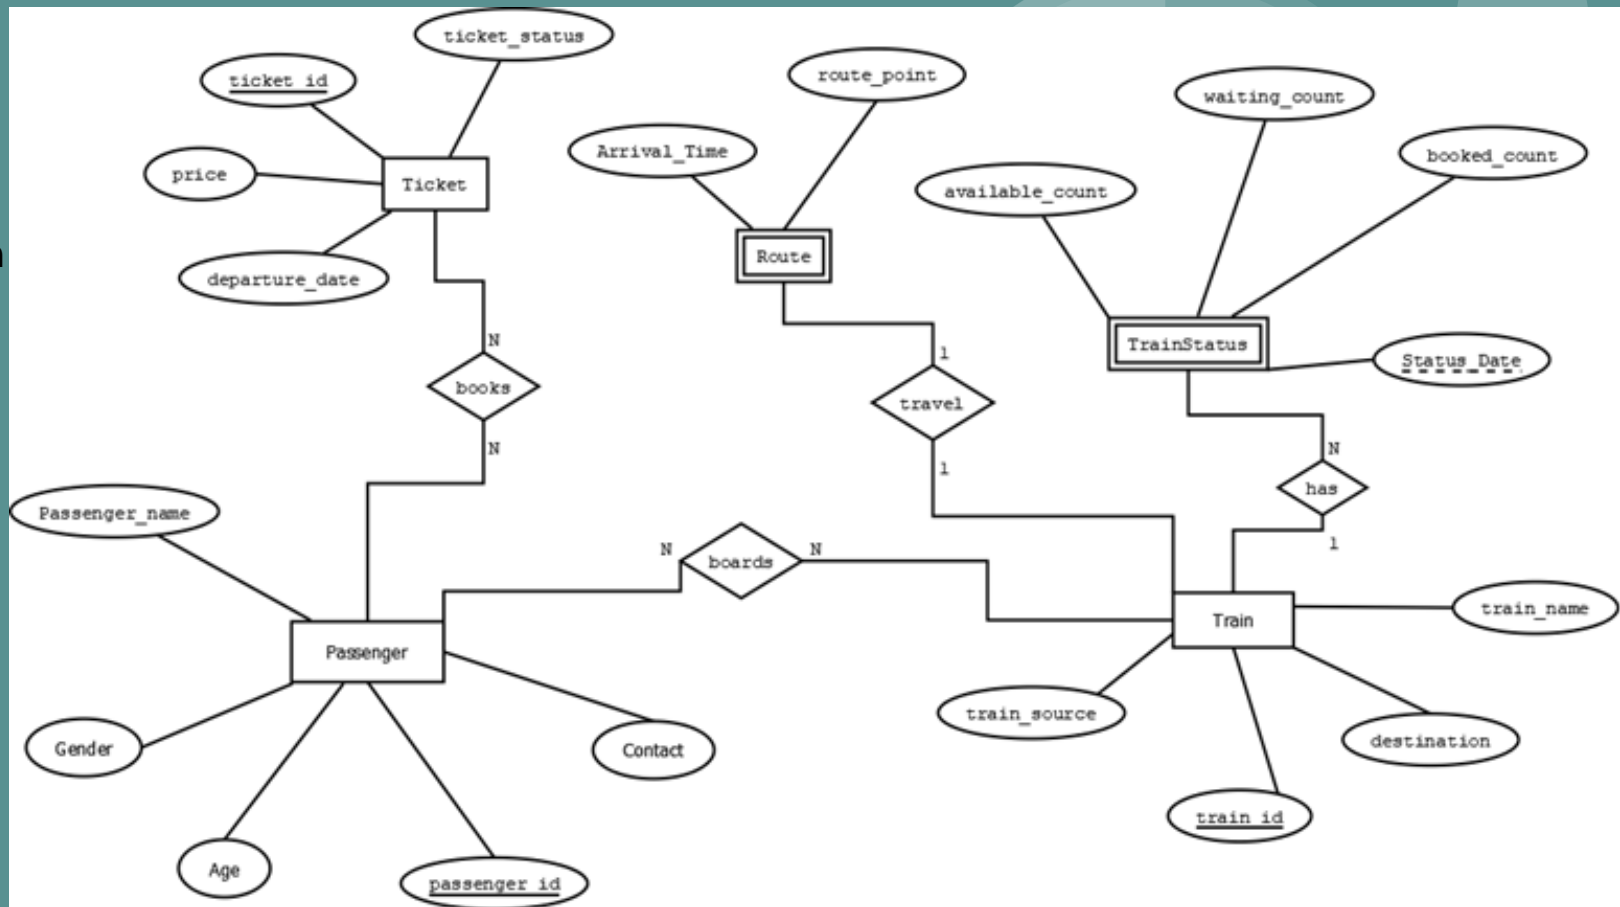 ticket_status
ticket_id
route_point
waiting_count
Arrival_Time
booked_count
price
Ticket
available_count
Route
departure_date
TrainStatus
Status_Date
N
1
books
travel
N
N
1
has
Passenger_name
1
N
boards
N
train_name
Train
Passenger
train_source
destination
Gender
Contact
train_id
Age
passenger_id